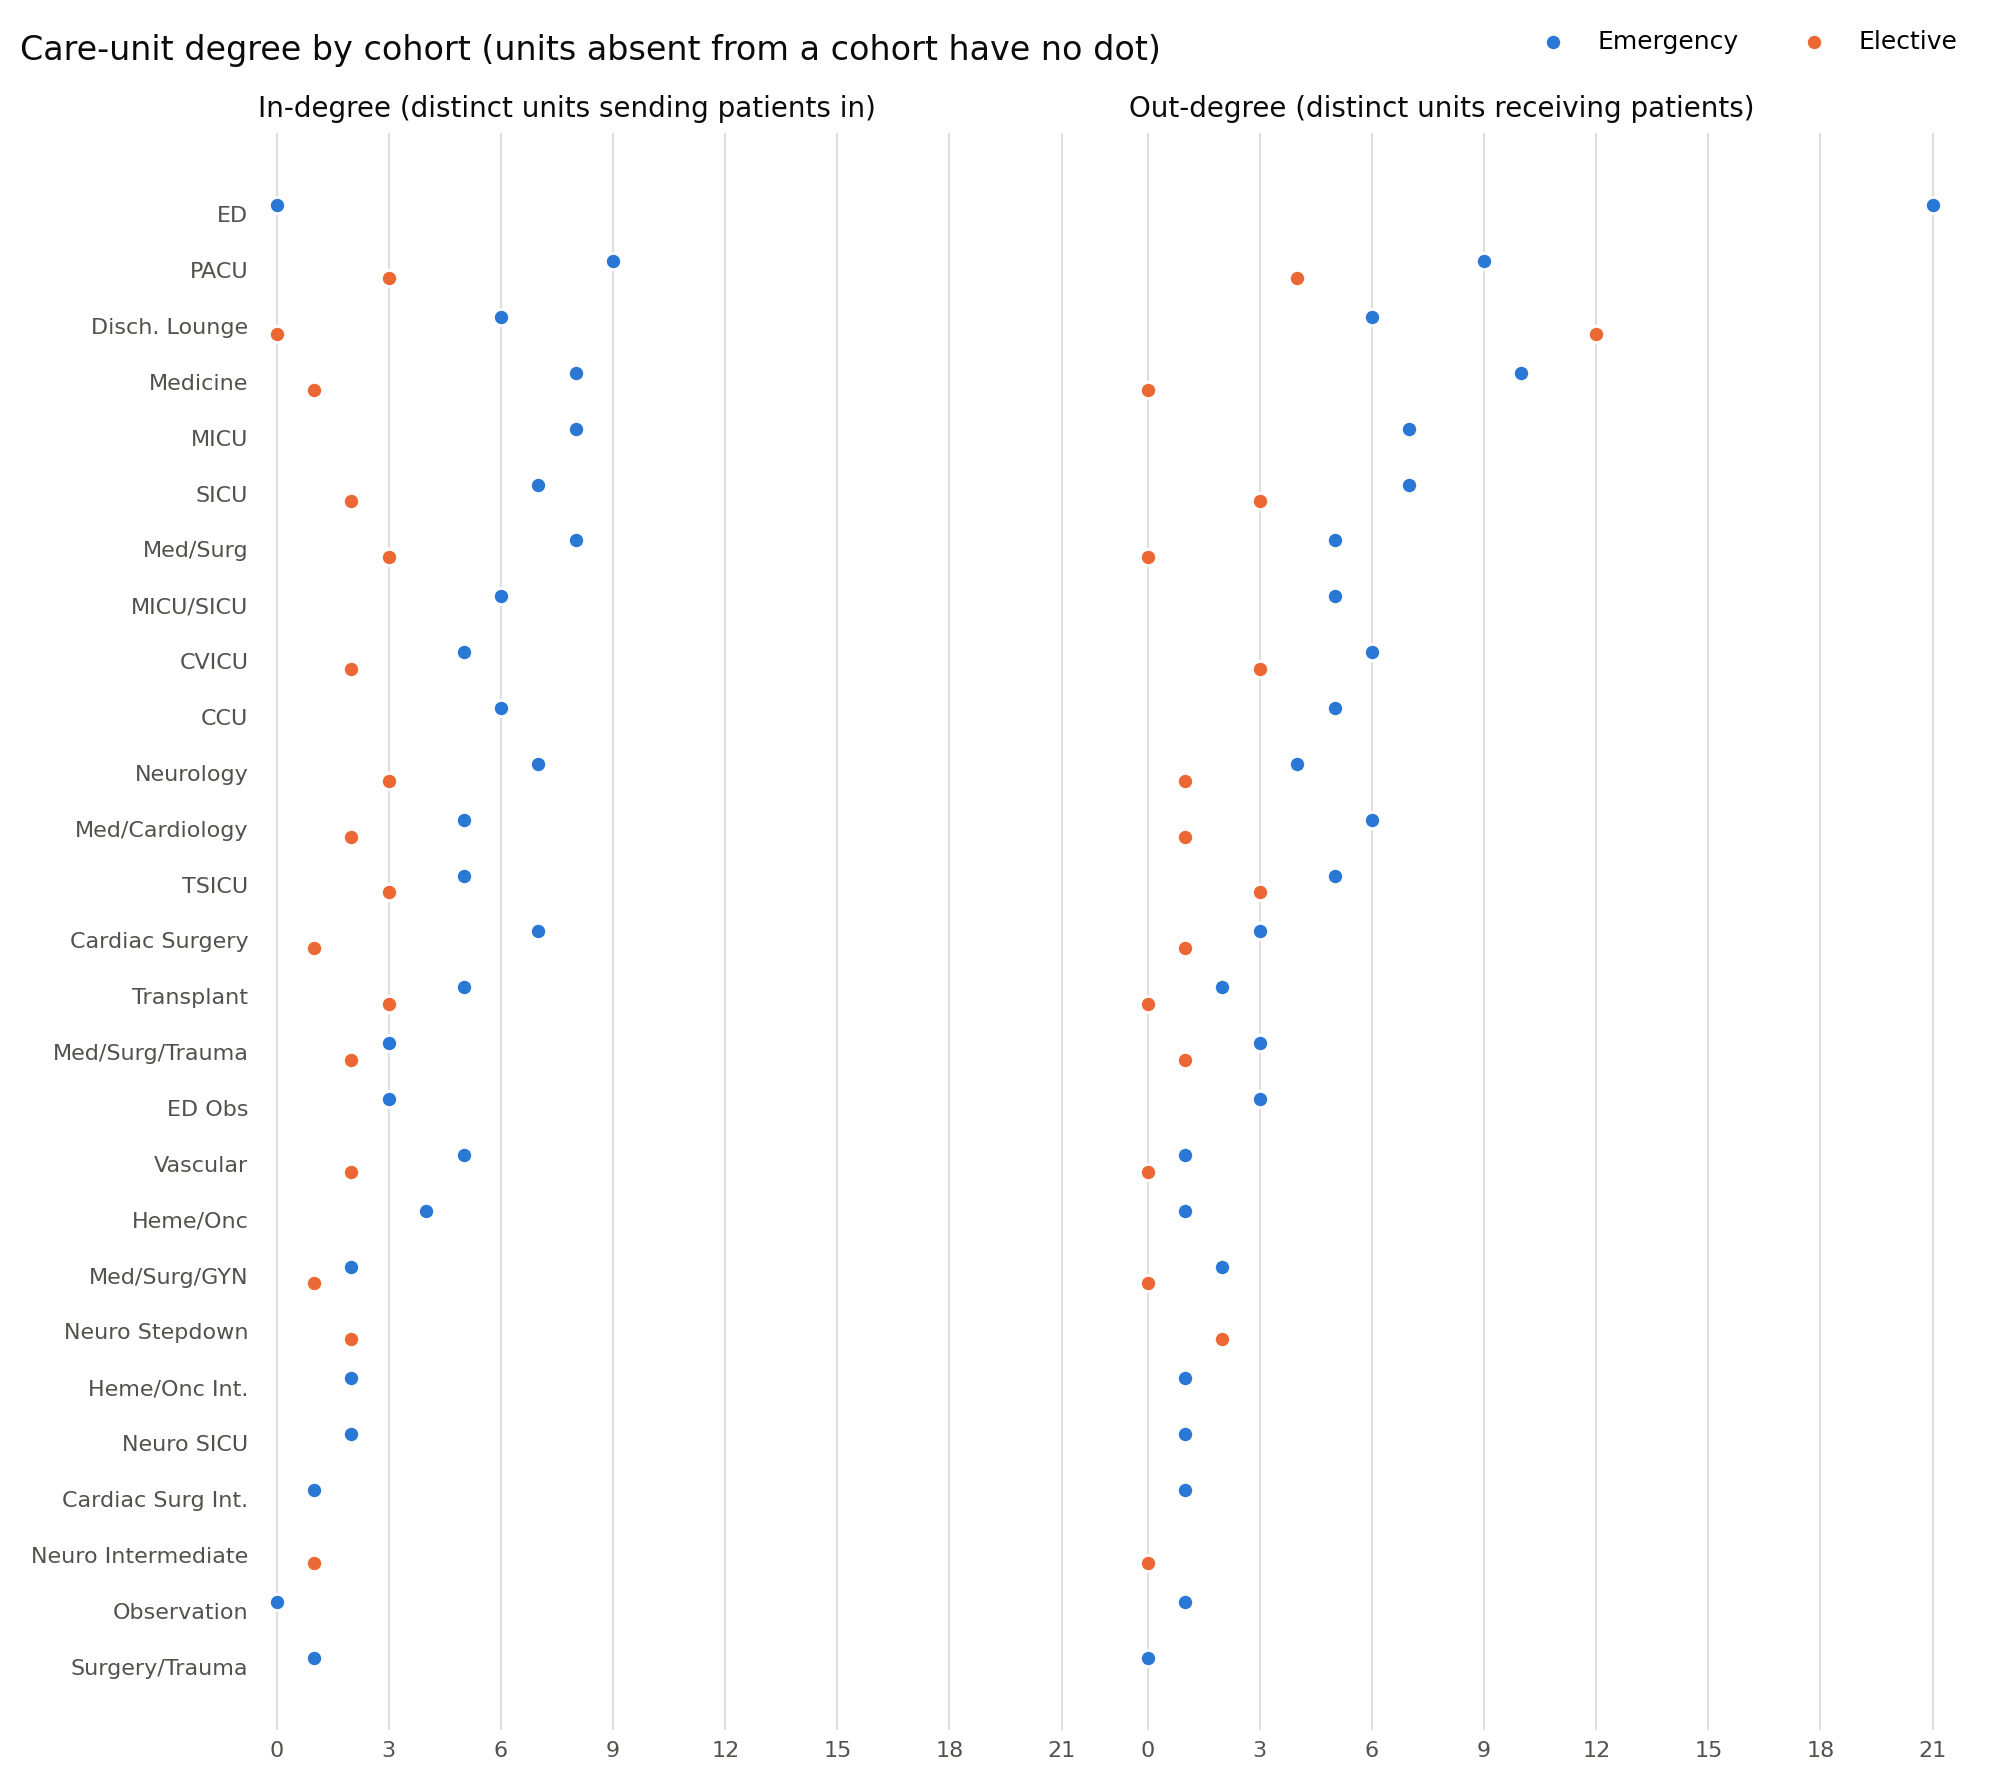 Care-unit degree by cohort (units absent from a cohort have no dot)
Emergency
Elective
In-degree (distinct units sending patients in)
Out-degree (distinct units receiving patients)
ED
PACU
Disch. Lounge
Medicine
MICU
SICU
Med/Surg
MICU/SICU
CVICU
CCU
Neurology
Med/Cardiology
TSICU
Cardiac Surgery
Transplant
Med/Surg/Trauma
ED Obs
Vascular
Heme/Onc
Med/Surg/GYN
Neuro Stepdown
Heme/Onc Int.
Neuro SICU
Cardiac Surg Int.
Neuro Intermediate
Observation
Surgery/Trauma
0 3 6 9 12 15 18 21
0 3 6 9 12 15 18 21